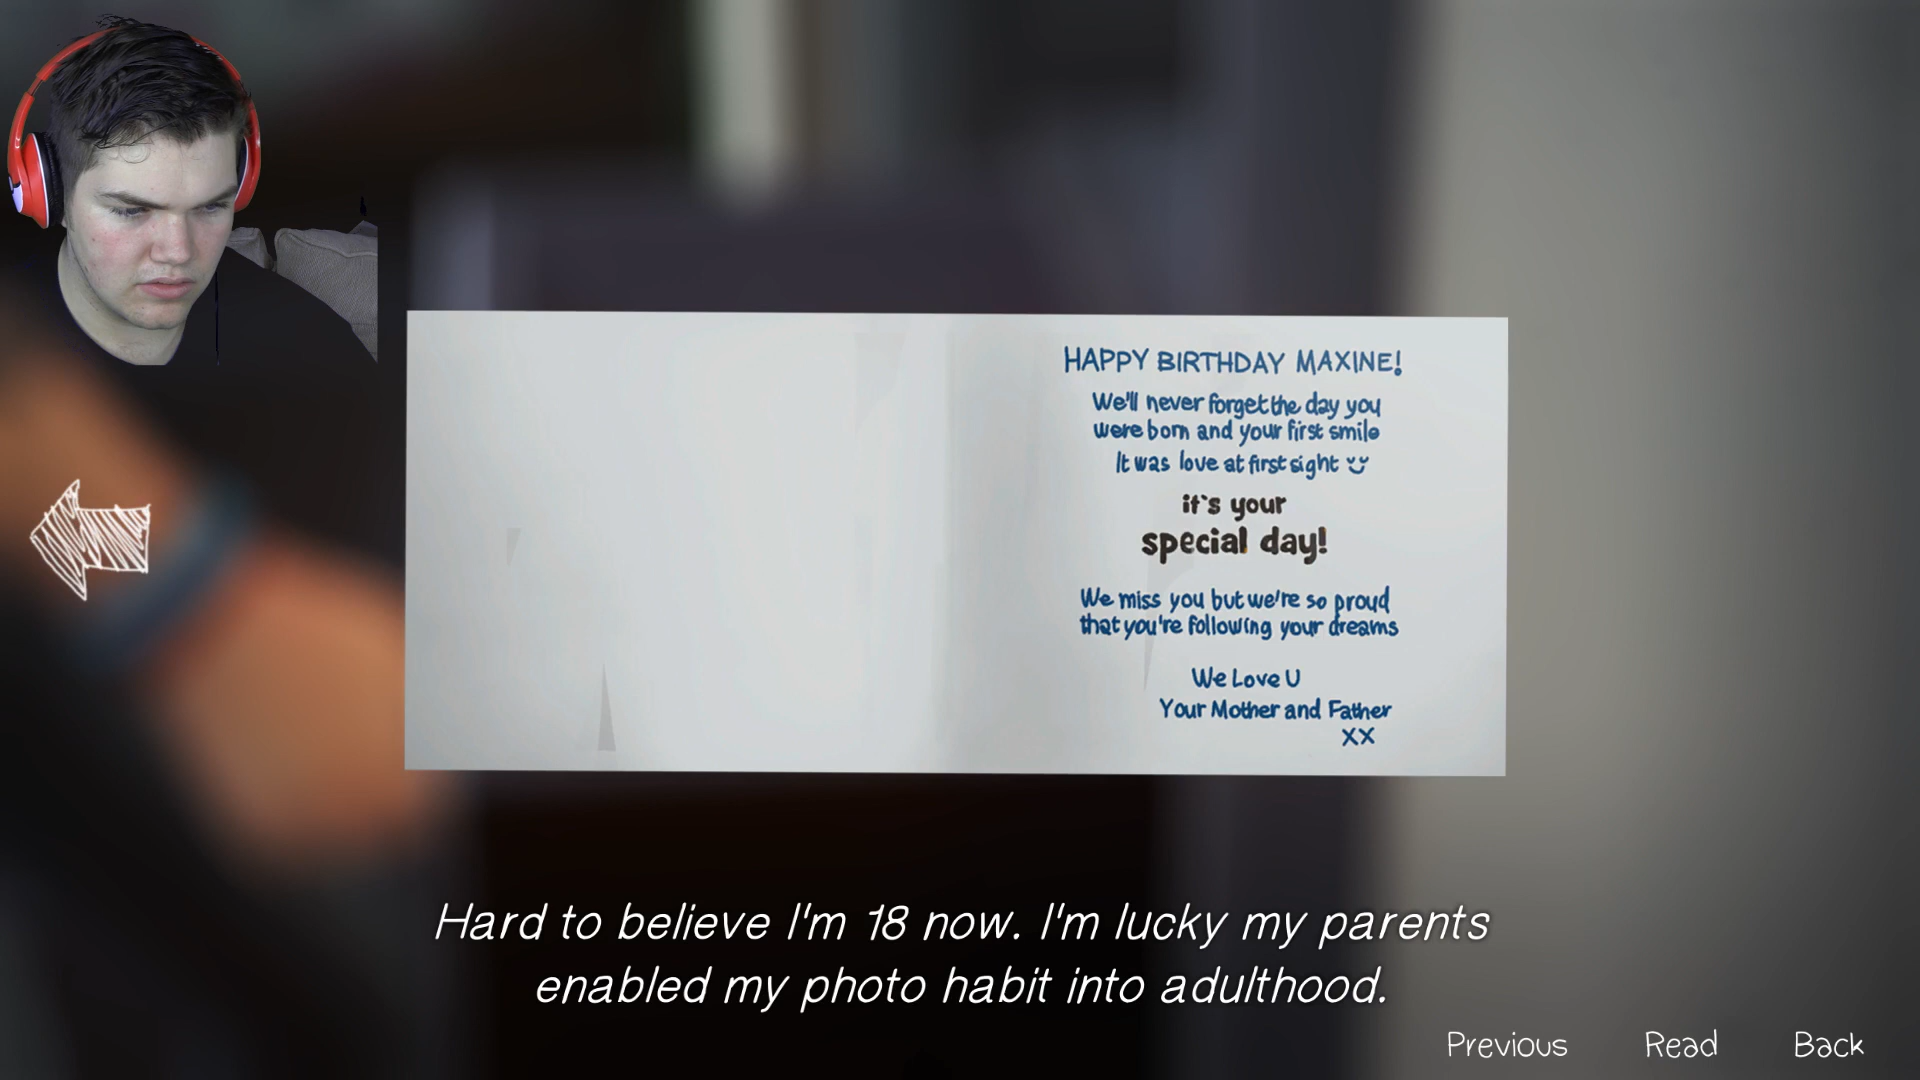 HAPPY BIRTHDAY MAXINE!
We'll never forget the day you
were born and your first smile
It was love at first sight
it's your
special day!
We miss you but we're so proud
that you're following your dreams
We Love U
Your Mother and Father
XX
Hard to believe I'm 18 now. I'm lucky my parents
enabled my photo habit into adulthood.
Previous Read Back